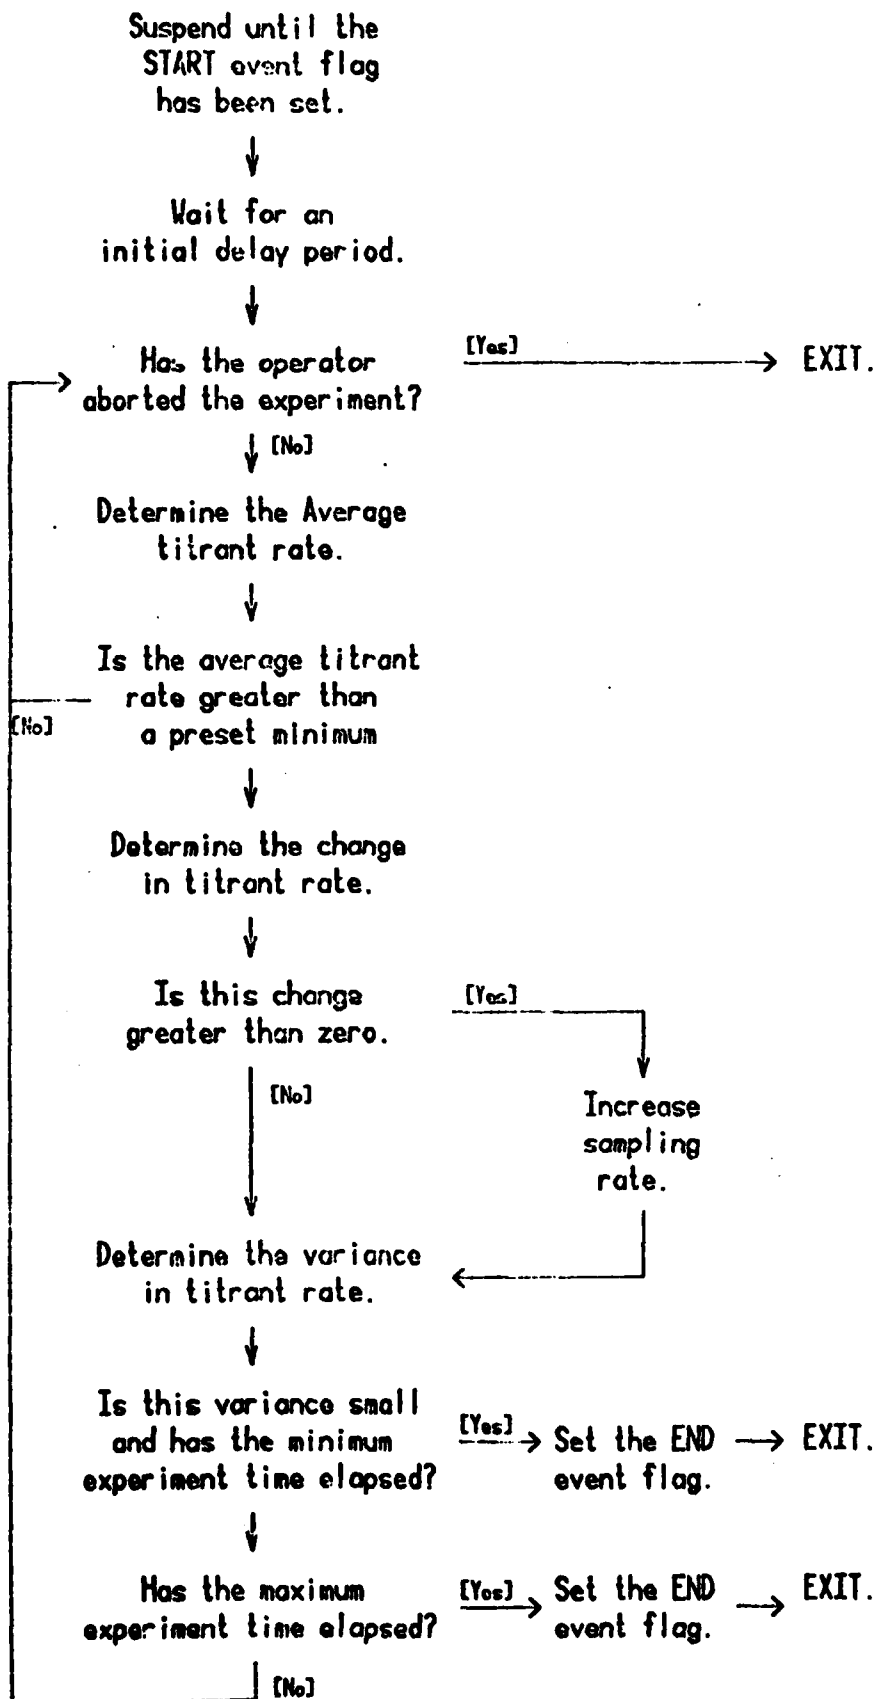 Suspend until the
START event flag
has been set.
Wait for an
initial delay period.
Has the operator
aborted the experiment?
[Yes]
EXIT.
[No]
Determine the Average
titrant rate.
Is the average titrant
rate greater than
a preset minimum
[No]
Determine the change
in titrant rate.
Is this change
greater than zero.
[Yes]
[No]
Increase
sampling
rate.
Determine the variance
in titrant rate.
Is this variance small
and has the minimum
experiment time elapsed?
[Yes]
Set the END
event flag.
EXIT.
Has the maximum
experiment time elapsed?
[Yes]
Set the END
event flag.
EXIT.
[No]